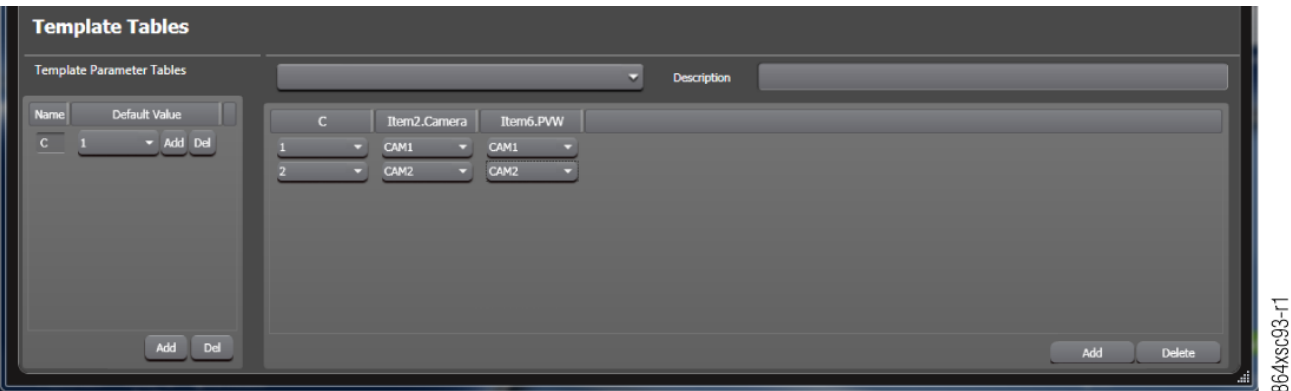 Template Tables
Template Parameter Tables
Description
Name Default Value
C Item2.Camera Item6.PVW
C 1 Add Del
1 CAM1 CAM1
2 CAM2 CAM2
Add Del
Add Delete
864xsc93-r1